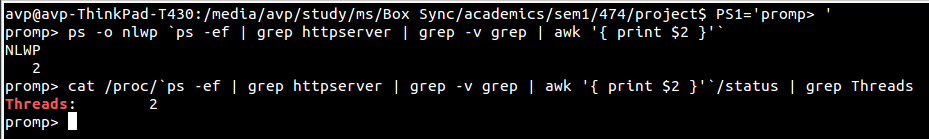 avp@avp-ThinkPad-T430:/media/avp/study/ms/Box Sync/academics/sem1/474/project$ PS1='promp> '
promp> ps -o nlwp `ps -ef | grep httpserver | grep -v grep | awk '{ print $2 }'`
NLWP
   2
promp> cat /proc/`ps -ef | grep httpserver | grep -v grep | awk '{ print $2 }'`/status | grep Threads
Threads:        2
promp>